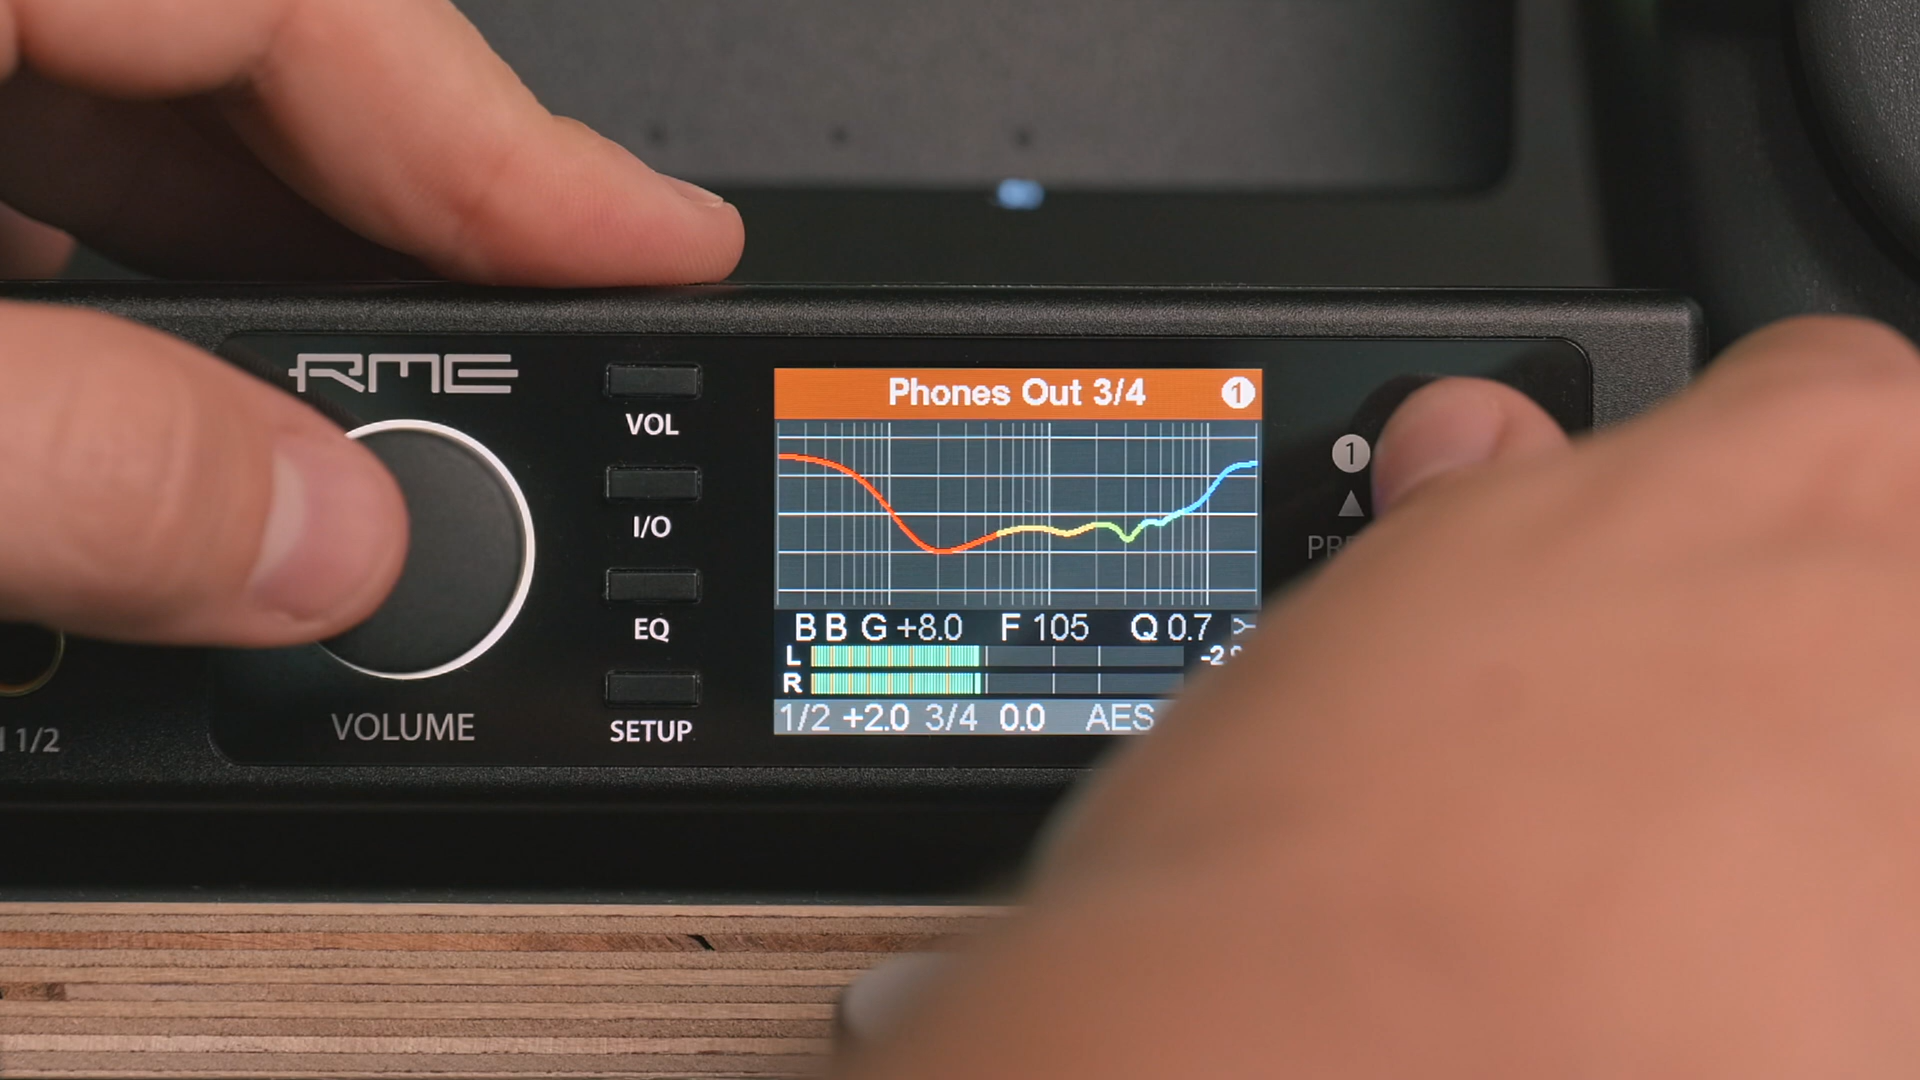 RME
VOL
I/O
EQ
SETUP
VOLUME
1/2
Phones Out 3/4 1
B B G +8.0 F 105 Q 0.7
L
R
1/2 +2.0 3/4 0.0 AES
1